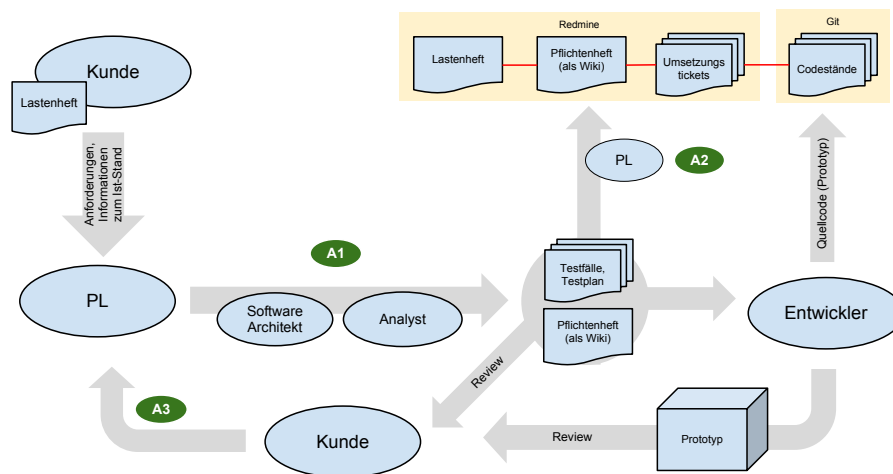 Redmine
Git
Kunde
Lastenheft
Lastenheft
Pflichtenheft
(als Wiki)
Umsetzungs
tickets
Codestände
Anforderungen,
Informationen
zum Ist-Stand
PL
A2
Quellcode (Prototyp)
A1
PL
Software
Architekt
Analyst
Testfälle,
Testplan
Pflichtenheft
(als Wiki)
Entwickler
Review
A3
Kunde
Review
Prototyp